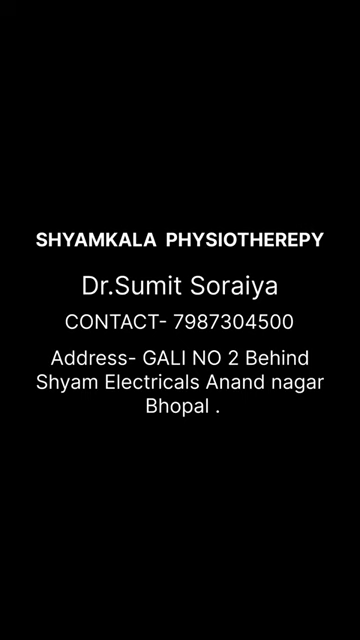 SHYAMKALA PHYSIOTHEREPY
Dr.Sumit Soraiya
CONTACT- 7987304500
Address- GALI NO 2 Behind
Shyam Electricals Anand nagar
Bhopal .